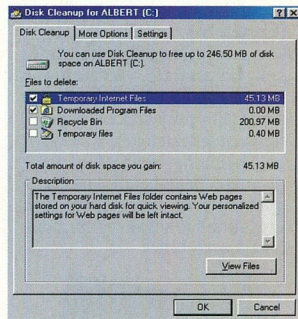 Disk Cleanup for ALBERT (C:)
Disk Cleanup More Options Settings
You can use Disk Cleanup to free up to 246.50 MB of disk
space on ALBERT (C:).
Files to delete:
Temporary Internet Files 45.13 MB
Downloaded Program Files 0.00 MB
Recycle Bin 200.97 MB
Temporary files 0.40 MB
Total amount of disk space you gain: 45.13 MB
Description
The Temporary Internet Files folder contains Web pages
stored on your hard disk for quick viewing. Your personalized
settings for Web pages will be left intact.
View Files
OK Cancel